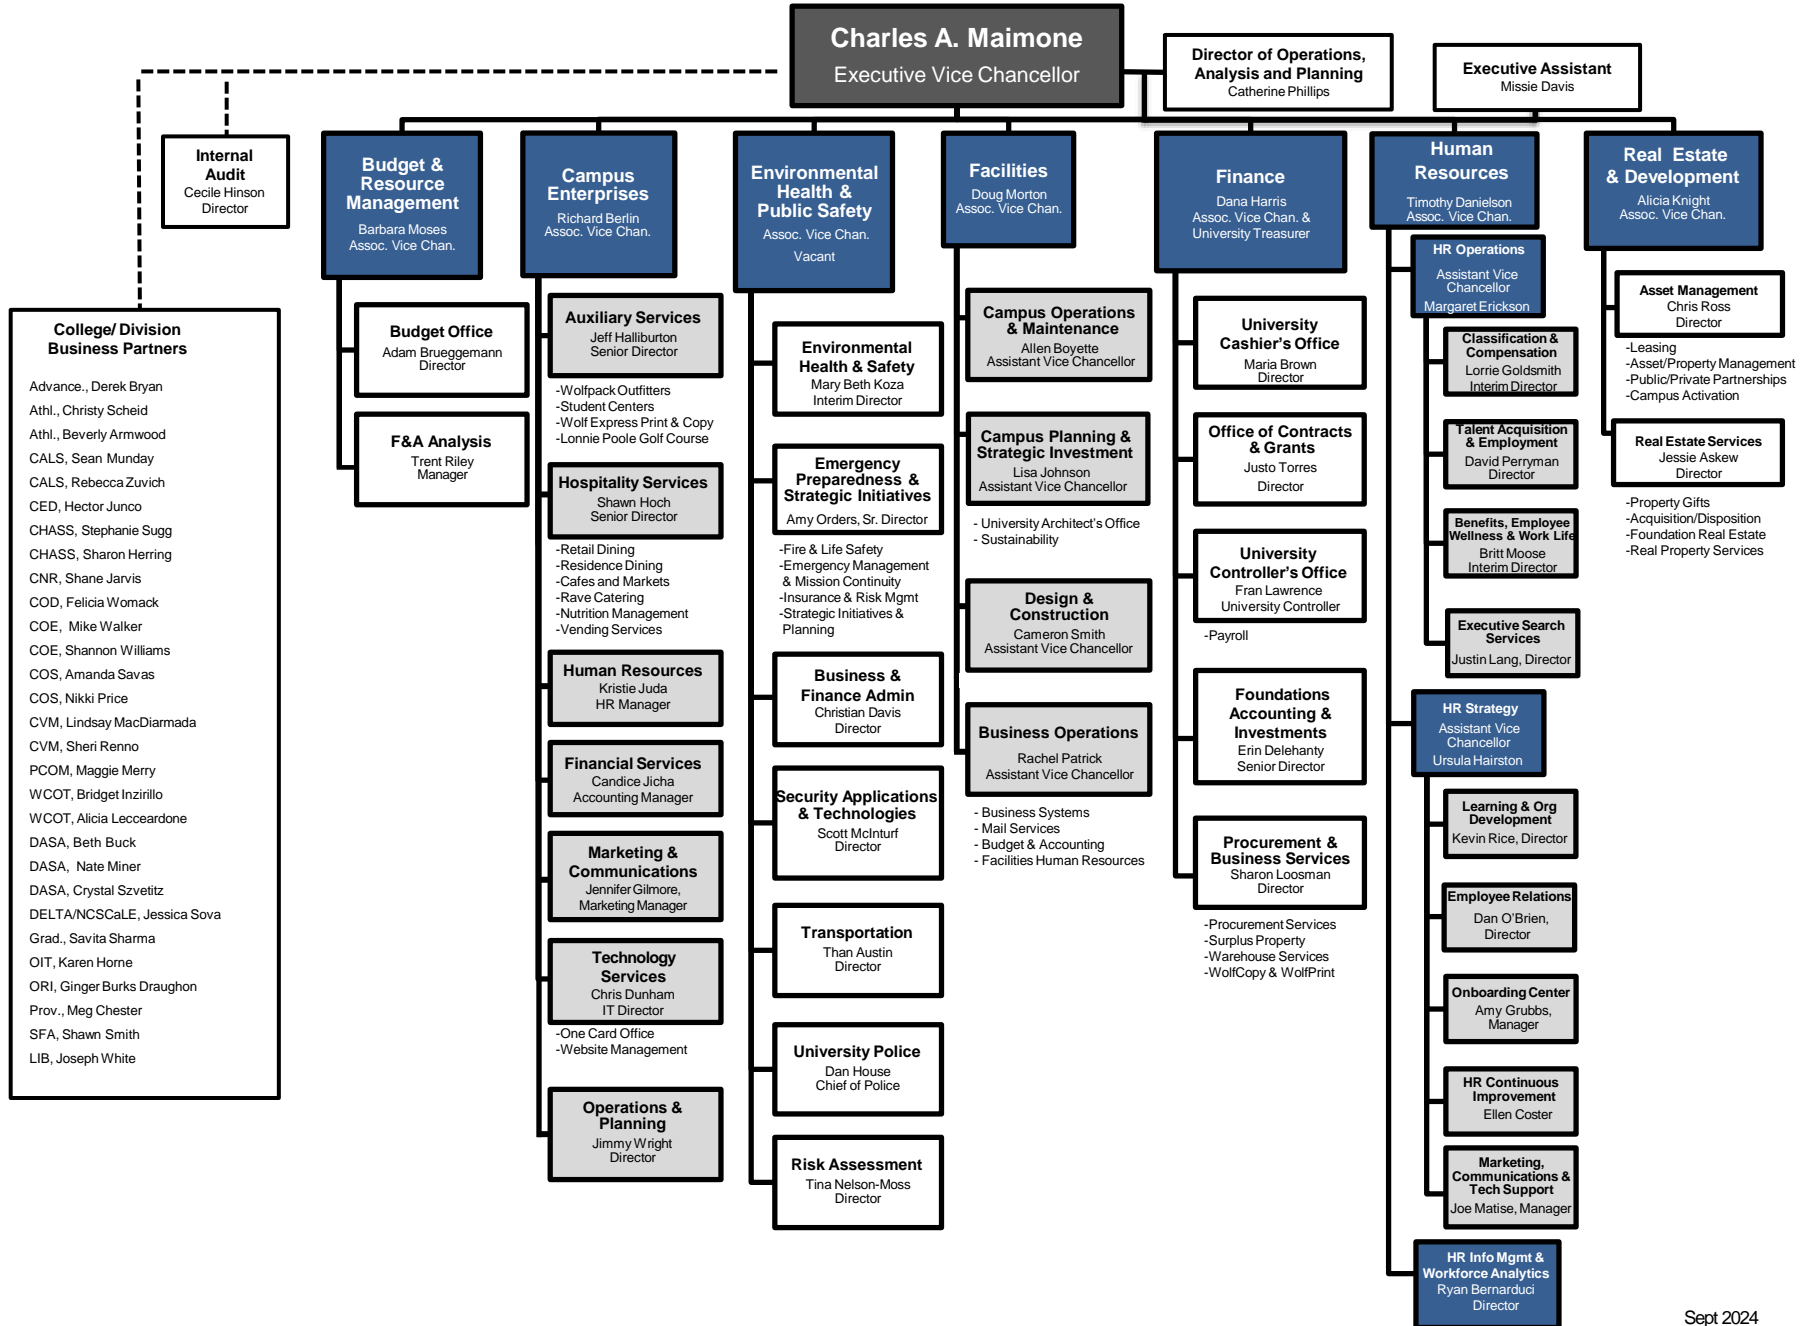 Charles A. Maimone
Executive Vice Chancellor
Director of Operations,
Analysis and Planning
Catherine Phillips
Executive Assistant
Missie Davis
Internal
Audit
Cecile Hinson
Director
College/ Division
Business Partners
Advance., Derek Bryan
Athl., Christy Scheid
Athl., Beverly Armwood
CALS, Sean Munday
CALS, Rebecca Zuvich
CED, Hector Junco
CHASS, Stephanie Sugg
CHASS, Sharon Herring
CNR, Shane Jarvis
COD, Felicia Womack
COE, Mike Walker
COE, Shannon Williams
COS, Amanda Savas
COS, Nikki Price
CVM, Lindsay MacDiarmada
CVM, Sheri Renno
PCOM, Maggie Merry
WCOT, Bridget Inzirillo
WCOT, Alicia Lecceardone
DASA, Beth Buck
DASA, Nate Miner
DASA, Crystal Szvetitz
DELTA/NCSCaLE, Jessica Sova
Grad., Savita Sharma
OIT, Karen Horne
ORI, Ginger Burks Draughon
Prov., Meg Chester
SFA, Shawn Smith
LIB, Joseph White
Budget &
Resource
Management
Barbara Moses
Assoc. Vice Chan.
Budget Office
Adam Brueggemann
Director
F&A Analysis
Trent Riley
Manager
Campus
Enterprises
Richard Berlin
Assoc. Vice Chan.
Auxiliary Services
Jeff Halliburton
Senior Director
-Wolfpack Outfitters
-Student Centers
-Wolf Express Print & Copy
-Lonnie Poole Golf Course
Hospitality Services
Shawn Hoch
Senior Director
-Retail Dining
-Residence Dining
-Cafes and Markets
-Rave Catering
-Nutrition Management
-Vending Services
Human Resources
Kristie Juda
HR Manager
Financial Services
Candice Jicha
Accounting Manager
Marketing &
Communications
Jennifer Gilmore,
Marketing Manager
Technology
Services
Chris Dunham
IT Director
-One Card Office
-Website Management
Operations &
Planning
Jimmy Wright
Director
Environmental
Health &
Public Safety
Assoc. Vice Chan.
Vacant
Environmental
Health & Safety
Mary Beth Koza
Interim Director
Emergency
Preparedness &
Strategic Initiatives
Amy Orders, Sr. Director
-Fire & Life Safety
-Emergency Management
& Mission Continuity
-Insurance & Risk Mgmt
-Strategic Initiatives &
Planning
Business &
Finance Admin
Christian Davis
Director
Security Applications
& Technologies
Scott McInturf
Director
Transportation
Than Austin
Director
University Police
Dan House
Chief of Police
Risk Assessment
Tina Nelson-Moss
Director
Facilities
Doug Morton
Assoc. Vice Chan.
Campus Operations
& Maintenance
Allen Boyette
Assistant Vice Chancellor
Campus Planning &
Strategic Investment
Lisa Johnson
Assistant Vice Chancellor
- University Architect's Office
- Sustainability
Design &
Construction
Cameron Smith
Assistant Vice Chancellor
Business Operations
Rachel Patrick
Assistant Vice Chancellor
- Business Systems
- Mail Services
- Budget & Accounting
- Facilities Human Resources
Finance
Dana Harris
Assoc. Vice Chan. &
University Treasurer
University
Cashier's Office
Maria Brown
Director
Office of Contracts
& Grants
Justo Torres
Director
University
Controller's Office
Fran Lawrence
University Controller
-Payroll
Foundations
Accounting &
Investments
Erin Delehanty
Senior Director
Procurement &
Business Services
Sharon Loosman
Director
-Procurement Services
-Surplus Property
-Warehouse Services
-WolfCopy & WolfPrint
Human
Resources
Timothy Danielson
Assoc. Vice Chan.
HR Operations
Assistant Vice
Chancellor
Margaret Erickson
Classification &
Compensation
Lorrie Goldsmith
Interim Director
Talent Acquisition
& Employment
David Perryman
Director
Benefits, Employee
Wellness & Work Life
Britt Moose
Interim Director
Executive Search
Services
Justin Lang, Director
HR Strategy
Assistant Vice
Chancellor
Ursula Hairston
Learning & Org
Development
Kevin Rice, Director
Employee Relations
Dan O'Brien,
Director
Onboarding Center
Amy Grubbs,
Manager
HR Continuous
Improvement
Ellen Coster
Marketing,
Communications &
Tech Support
Joe Matise, Manager
HR Info Mgmt &
Workforce Analytics
Ryan Bernarduci
Director
Real Estate
& Development
Alicia Knight
Assoc. Vice Chan.
Asset Management
Chris Ross
Director
-Leasing
-Asset/Property Management
-Public/Private Partnerships
-Campus Activation
Real Estate Services
Jessie Askew
Director
-Property Gifts
-Acquisition/Disposition
-Foundation Real Estate
-Real Property Services
Sept 2024